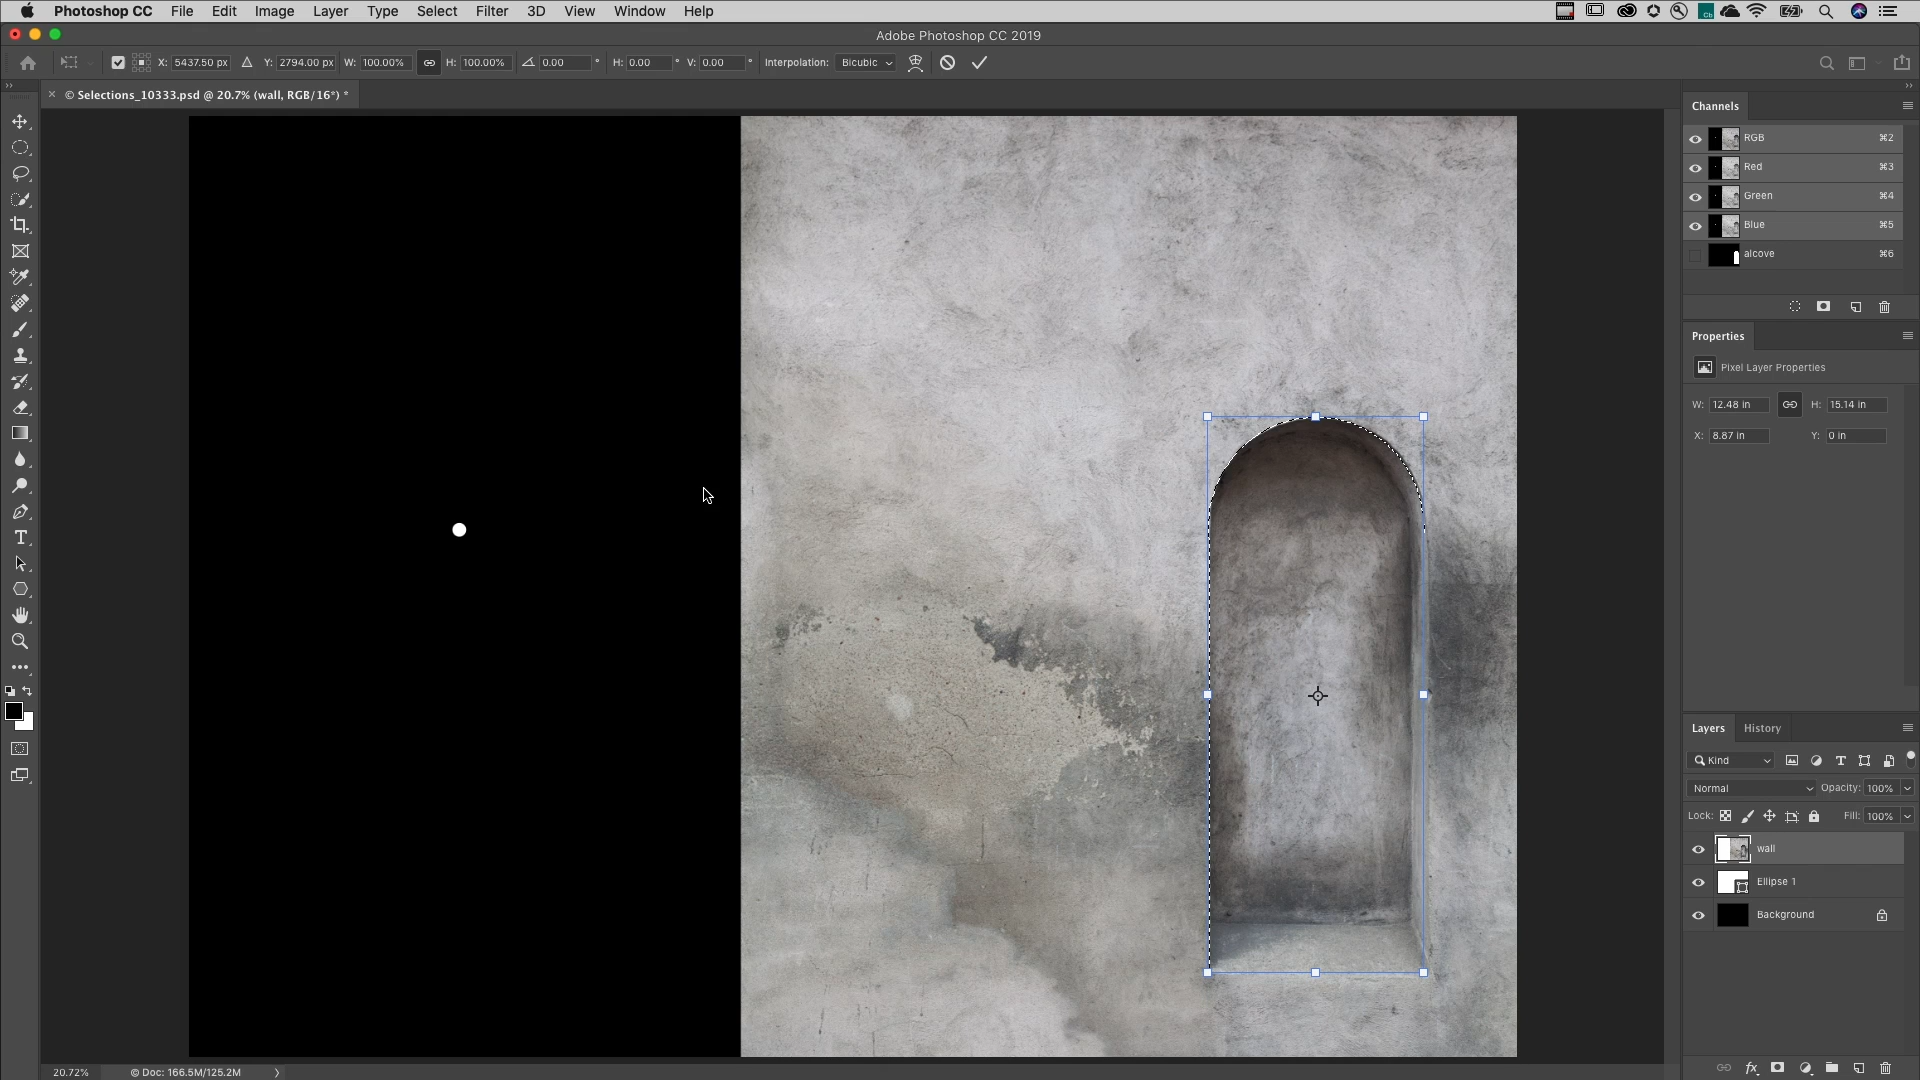 Photoshop CC File Edit Image Layer Type Select Filter 3D View Window Help
Adobe Photoshop CC 2019
X: 5437.50 px Y: 2794.00 px W: 100.00% H: 100.00% 0.00 ° H: 0.00 ° V: 0.00 ° Interpolation: Bicubic
× © Selections_10333.psd @ 20.7% (wall, RGB/16*) *
Channels
RGB ⌘2
Red ⌘3
Green ⌘4
Blue ⌘5
alcove ⌘6
Properties
Pixel Layer Properties
W: 12.48 in H: 15.14 in
X: 8.87 in Y: 0 in
Layers History
Kind
Normal Opacity: 100%
Lock: Fill: 100%
wall
Ellipse 1
Background
fx
20.72% © Doc: 166.5M/125.2M